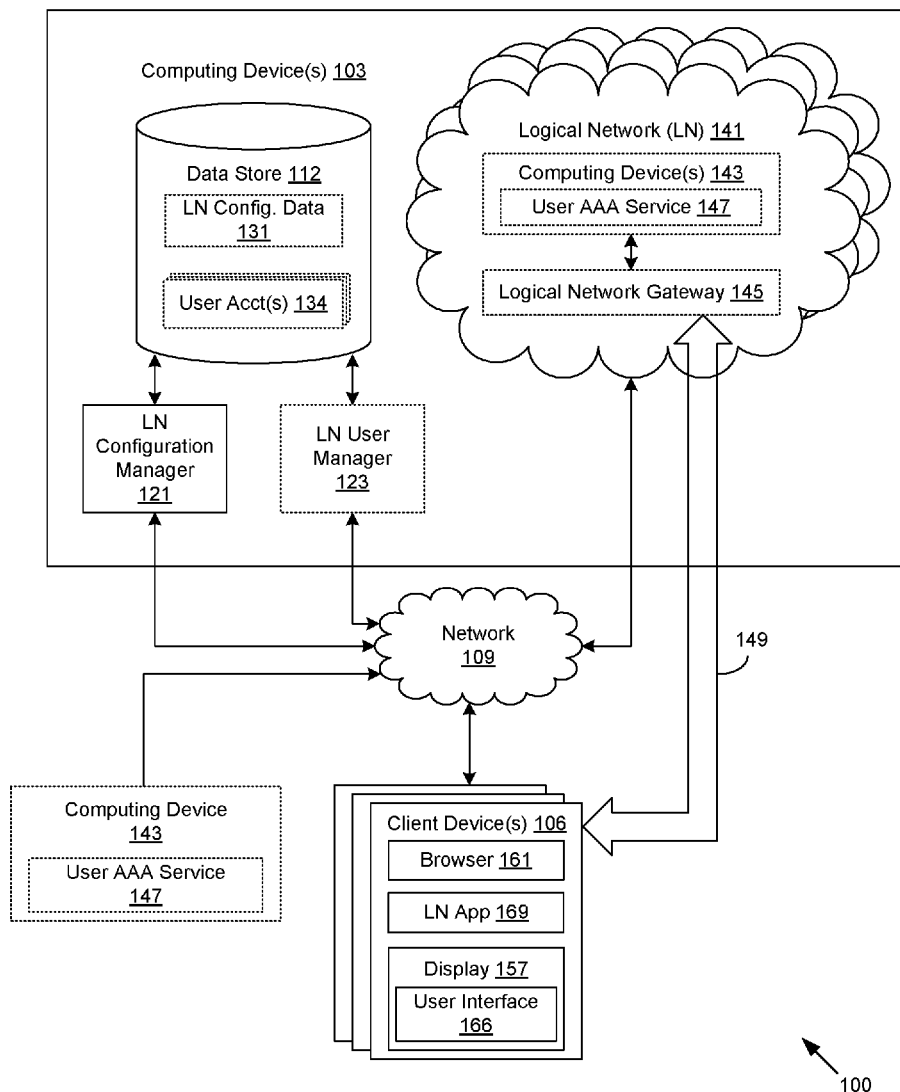 Computing Device(s) 103
Data Store 112
LN Config. Data
131
User Acct(s) 134
Logical Network (LN) 141
Computing Device(s) 143
User AAA Service 147
Logical Network Gateway 145
LN
Configuration
Manager
121
LN User
Manager
123
Network
109
149
Computing Device
143
User AAA Service
147
Client Device(s) 106
Browser 161
LN App 169
Display 157
User Interface
166
100